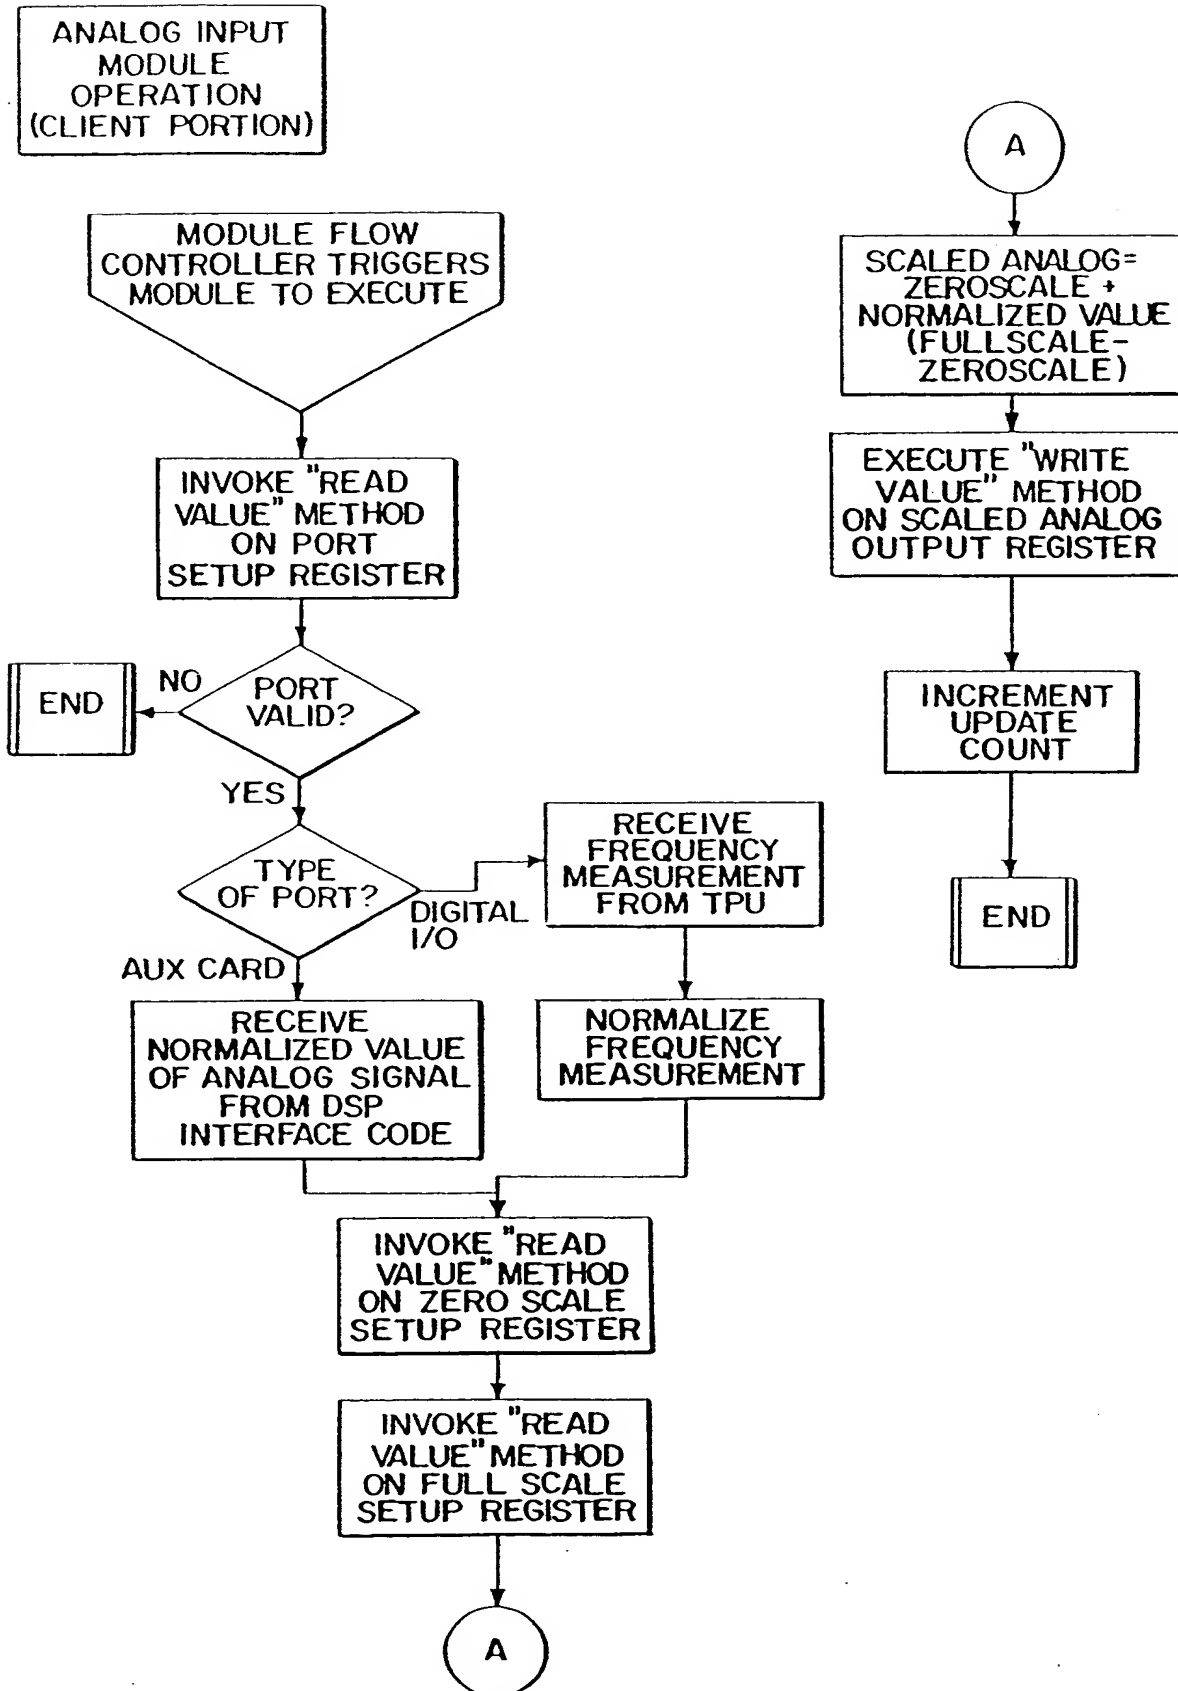 ANALOG INPUT
MODULE
OPERATION
(CLIENT PORTION)
MODULE FLOW
CONTROLLER TRIGGERS
MODULE TO EXECUTE
INVOKE "READ
VALUE" METHOD
ON PORT
SETUP REGISTER
PORT
VALID?
NO
END
YES
TYPE
OF PORT?
DIGITAL
I/O
RECEIVE
FREQUENCY
MEASUREMENT
FROM TPU
NORMALIZE
FREQUENCY
MEASUREMENT
AUX CARD
RECEIVE
NORMALIZED VALUE
OF ANALOG SIGNAL
FROM DSP
INTERFACE CODE
INVOKE "READ
VALUE" METHOD
ON ZERO SCALE
SETUP REGISTER
INVOKE "READ
VALUE" METHOD
ON FULL SCALE
SETUP REGISTER
A
A
SCALED ANALOG=
ZEROSCALE +
NORMALIZED VALUE
(FULLSCALE-
ZEROSCALE)
EXECUTE "WRITE
VALUE" METHOD
ON SCALED ANALOG
OUTPUT REGISTER
INCREMENT
UPDATE
COUNT
END